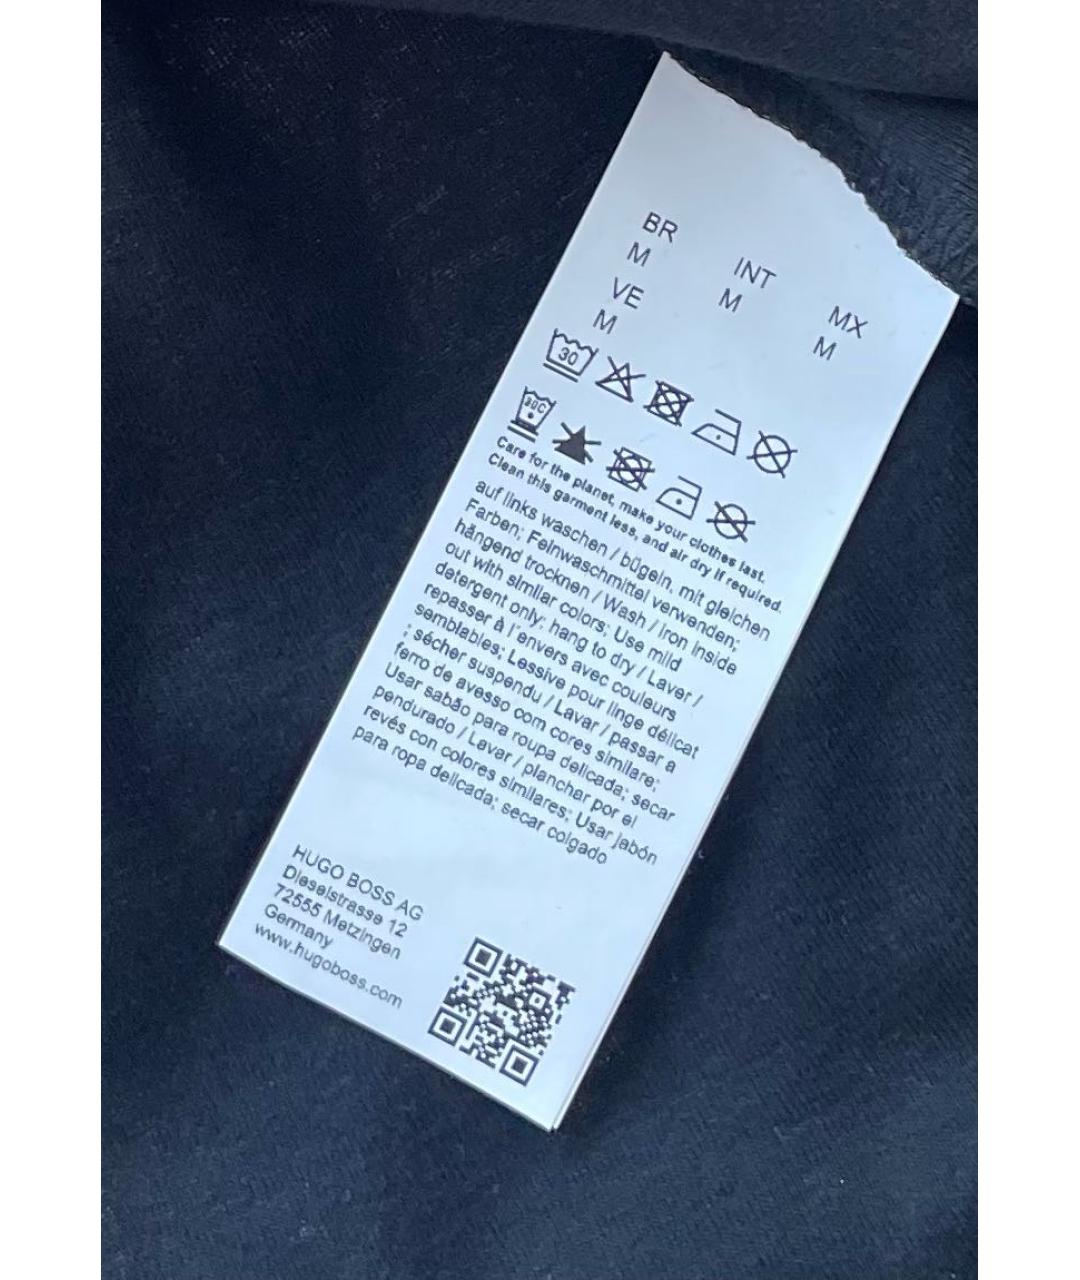 BR INT MX
M M M
VE
M
30
30C
Care for the planet, make your clothes last.
Clean this garment less, and air dry if required.
auf links waschen / bügeln, mit gleichen
Farben; Feinwaschmittel verwenden;
hängend trocknen / Wash / iron inside
out with similar colors; Use mild
detergent only; hang to dry / Laver /
repasser à l'envers avec couleurs
semblables; Lessive pour linge délicat
; sécher suspendu / Lavar / passar a
ferro de avesso com cores similare;
Usar sabão para roupa delicada; secar
pendurado / Lavar / planchar por el
revés con colores similares; Usar jabón
para ropa delicada; secar colgado
HUGO BOSS AG
Dieselstrasse 12
72555 Metzingen
Germany
www.hugoboss.com